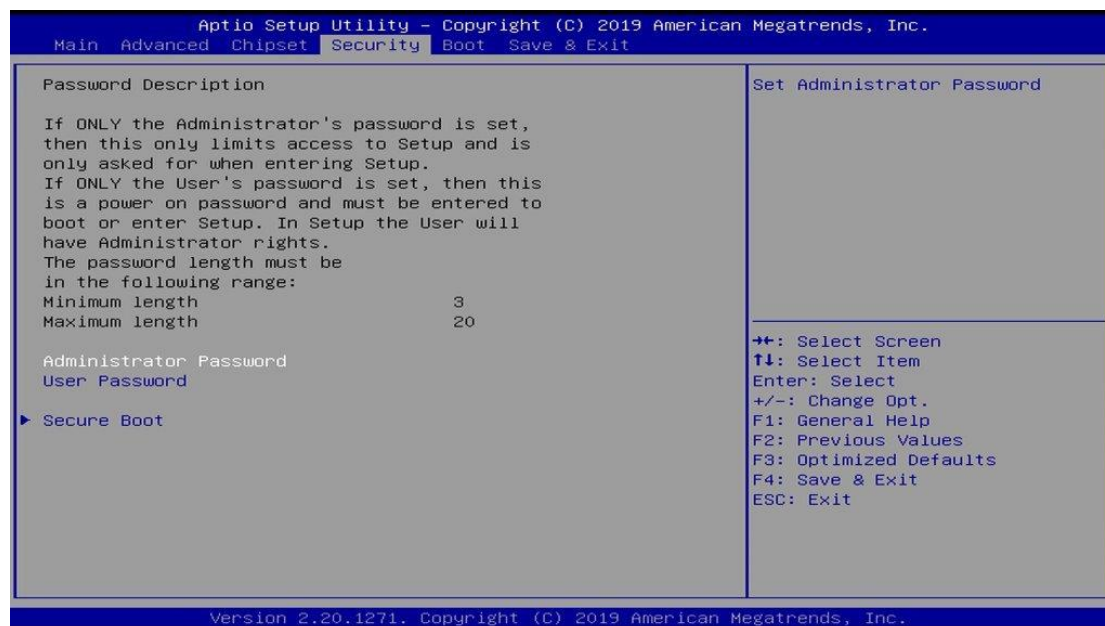 Aptio Setup Utility – Copyright (C) 2019 American Megatrends, Inc.
Main Advanced Chipset Security Boot Save & Exit
Password Description
If ONLY the Administrator's password is set,
then this only limits access to Setup and is
only asked for when entering Setup.
If ONLY the User's password is set, then this
is a power on password and must be entered to
boot or enter Setup. In Setup the User will
have Administrator rights.
The password length must be
in the following range:
Minimum length 3
Maximum length 20
Administrator Password
User Password
► Secure Boot
Set Administrator Password
→←: Select Screen
↑↓: Select Item
Enter: Select
+/-: Change Opt.
F1: General Help
F2: Previous Values
F3: Optimized Defaults
F4: Save & Exit
ESC: Exit
Version 2.20.1271. Copyright (C) 2019 American Megatrends, Inc.